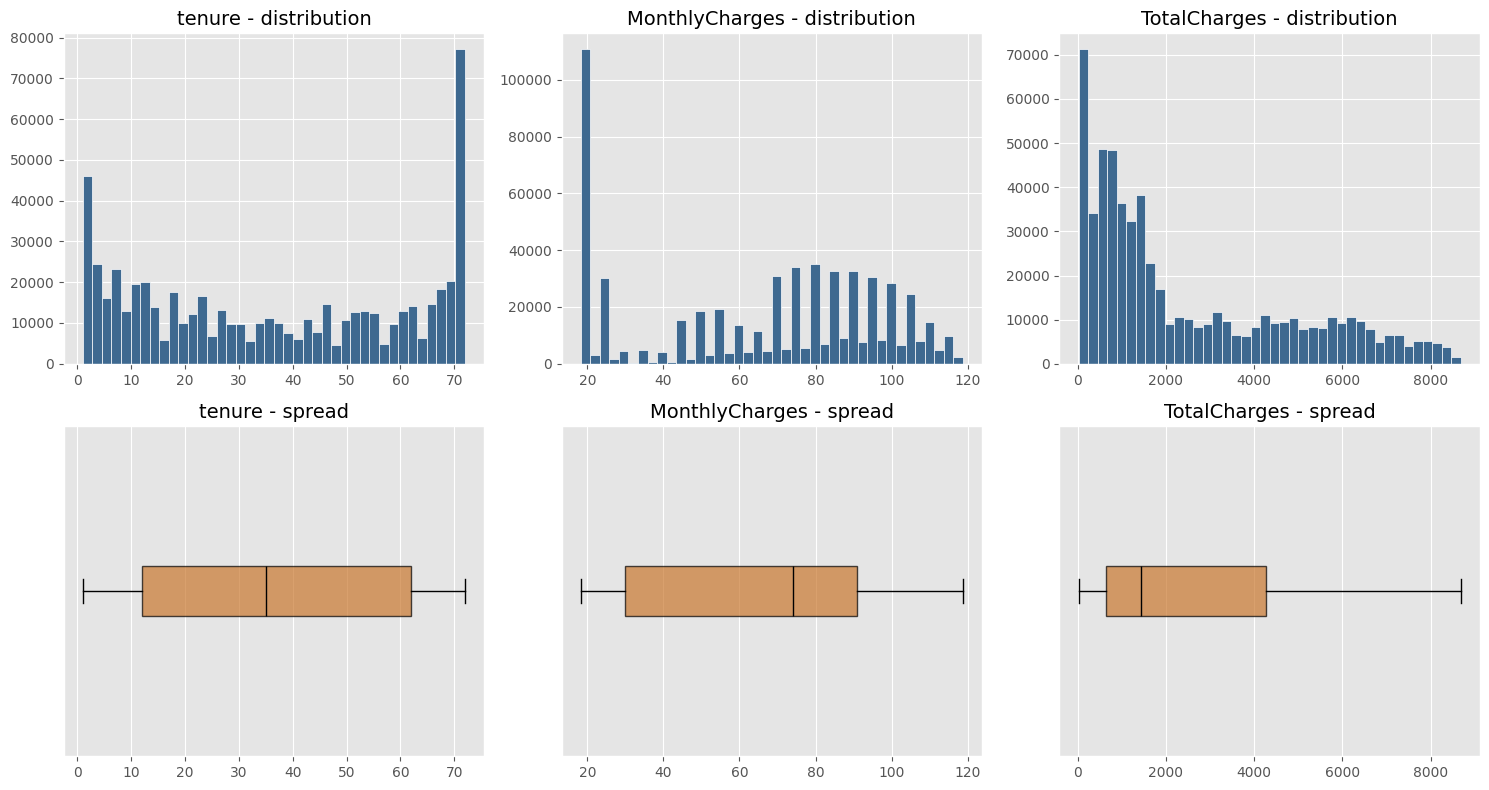 tenure - distribution
80000
70000
60000
50000
40000
30000
20000
10000
0
0 10 20 30 40 50 60 70
MonthlyCharges - distribution
100000
80000
60000
40000
20000
0
20 40 60 80 100 120
TotalCharges - distribution
70000
60000
50000
40000
30000
20000
10000
0
0 2000 4000 6000 8000
tenure - spread
0 10 20 30 40 50 60 70
MonthlyCharges - spread
20 40 60 80 100 120
TotalCharges - spread
0 2000 4000 6000 8000